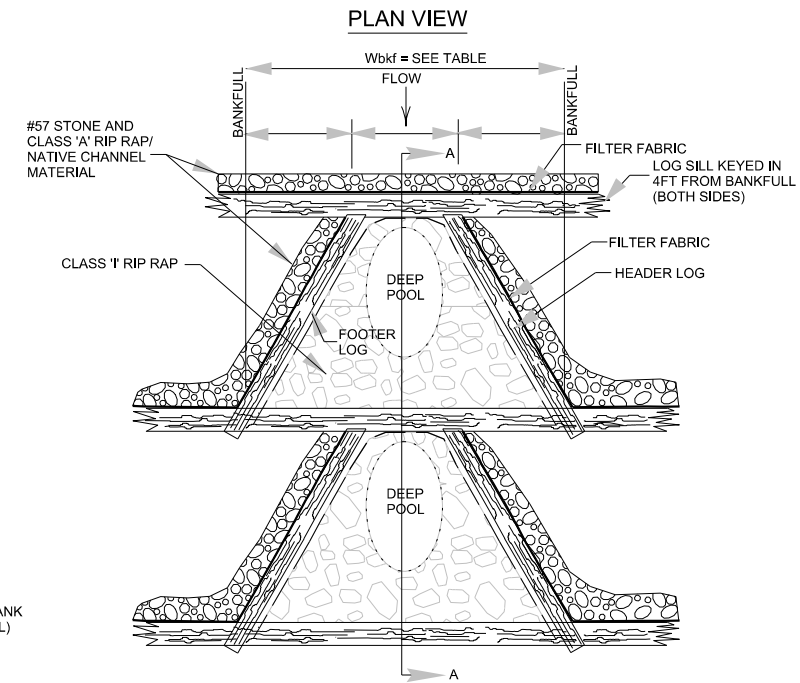 PLAN VIEW
Wbkf = SEE TABLE
FLOW
BANKFULL
BANKFULL
#57 STONE AND
CLASS 'A' RIP RAP/
NATIVE CHANNEL
MATERIAL
A
FILTER FABRIC
LOG SILL KEYED IN
4FT FROM BANKFULL
(BOTH SIDES)
FILTER FABRIC
CLASS 'I' RIP RAP
HEADER LOG
DEEP
POOL
FOOTER
LOG
DEEP
POOL
ANK
L)
A